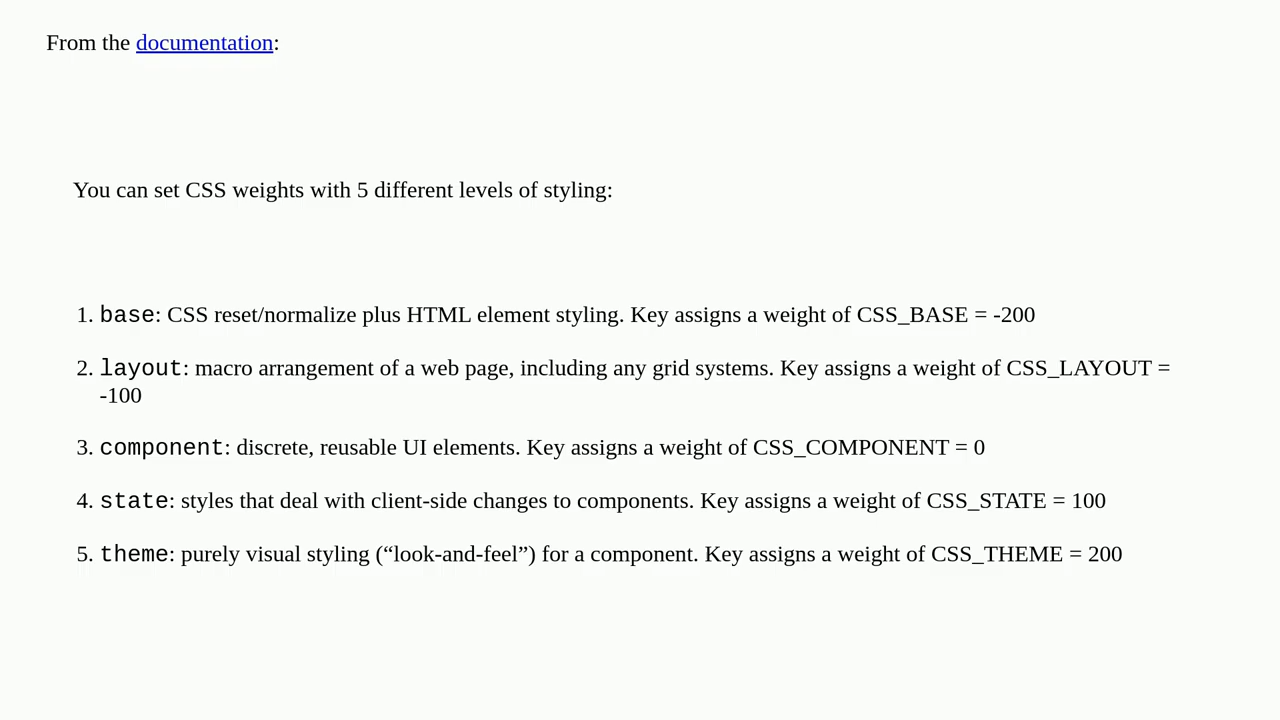 From the documentation:
You can set CSS weights with 5 different levels of styling:
1. base: CSS reset/normalize plus HTML element styling. Key assigns a weight of CSS_BASE = -200
2. layout: macro arrangement of a web page, including any grid systems. Key assigns a weight of CSS_LAYOUT =
-100
3. component: discrete, reusable UI elements. Key assigns a weight of CSS_COMPONENT = 0
4. state: styles that deal with client-side changes to components. Key assigns a weight of CSS_STATE = 100
5. theme: purely visual styling (“look-and-feel”) for a component. Key assigns a weight of CSS_THEME = 200